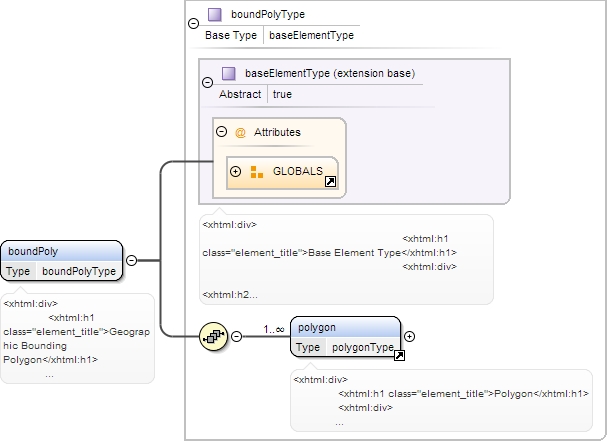 boundPolyType
Base Type baseElementType
baseElementType (extension base)
Abstract true
@ Attributes
GLOBALS
<xhtml:div>
<xhtml:h1
class="element_title">Base Element Type</xhtml:h1>
<xhtml:div>
<xhtml:h2...
boundPoly
Type boundPolyType
<xhtml:div>
<xhtml:h1
class="element_title">Geograp
hic Bounding
Polygon</xhtml:h1>
...
1..∞
polygon
Type polygonType
<xhtml:div>
<xhtml:h1 class="element_title">Polygon</xhtml:h1>
<xhtml:div>
...